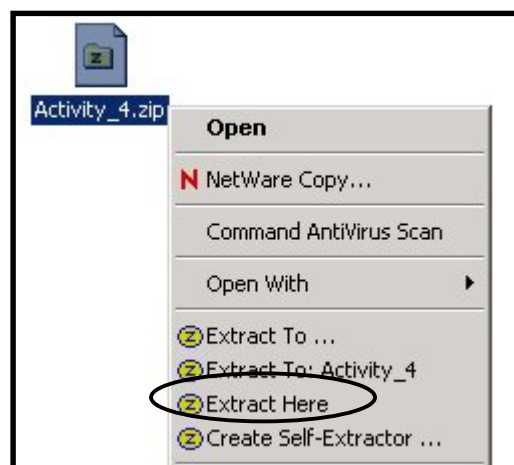 Activity_4.zip
Open
NetWare Copy...
Command AntiVirus Scan
Open With
Extract To ...
Extract To: Activity_4
Extract Here
Create Self-Extractor ...